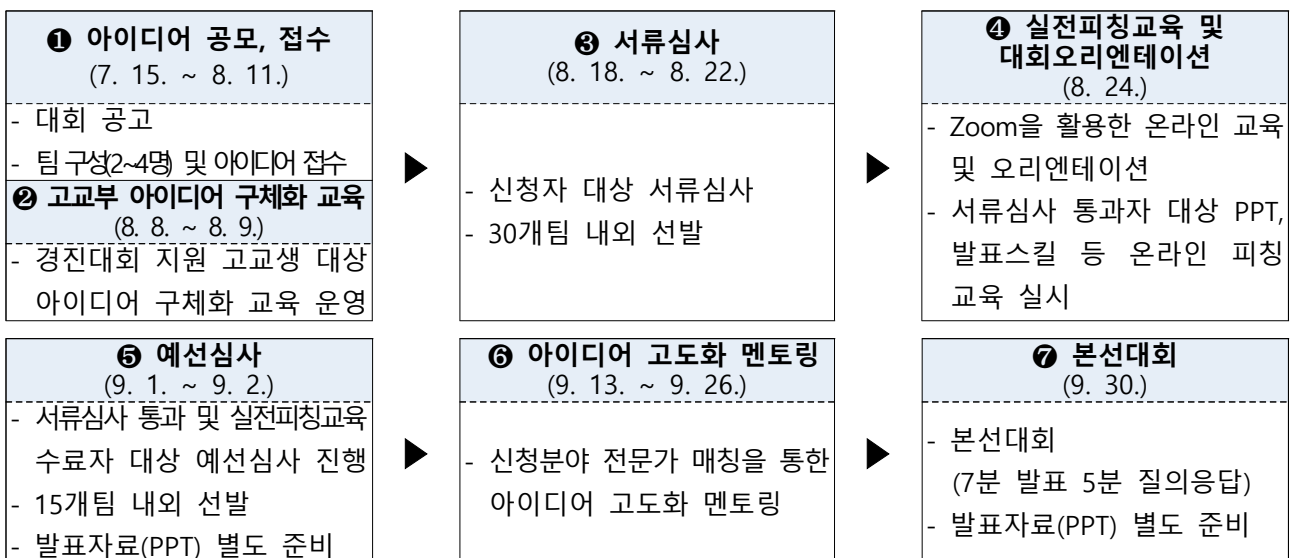 ❶ 아이디어 공모, 접수
(7. 15. ~ 8. 11.)
- 대회 공고
- 팀 구성(2~4명) 및 아이디어 접수
❷ 고교부 아이디어 구체화 교육
(8. 8. ~ 8. 9.)
- 경진대회 지원 고교생 대상
아이디어 구체화 교육 운영
❸ 서류심사
(8. 18. ~ 8. 22.)
- 신청자 대상 서류심사
- 30개팀 내외 선발
❹ 실전피칭교육 및
대회오리엔테이션
(8. 24.)
- Zoom을 활용한 온라인 교육
및 오리엔테이션
- 서류심사 통과자 대상 PPT,
발표스킬 등 온라인 피칭
교육 실시
❺ 예선심사
(9. 1. ~ 9. 2.)
- 서류심사 통과 및 실전피칭교육
수료자 대상 예선심사 진행
- 15개팀 내외 선발
- 발표자료(PPT) 별도 준비
❻ 아이디어 고도화 멘토링
(9. 13. ~ 9. 26.)
- 신청분야 전문가 매칭을 통한
아이디어 고도화 멘토링
❼ 본선대회
(9. 30.)
- 본선대회
(7분 발표 5분 질의응답)
- 발표자료(PPT) 별도 준비